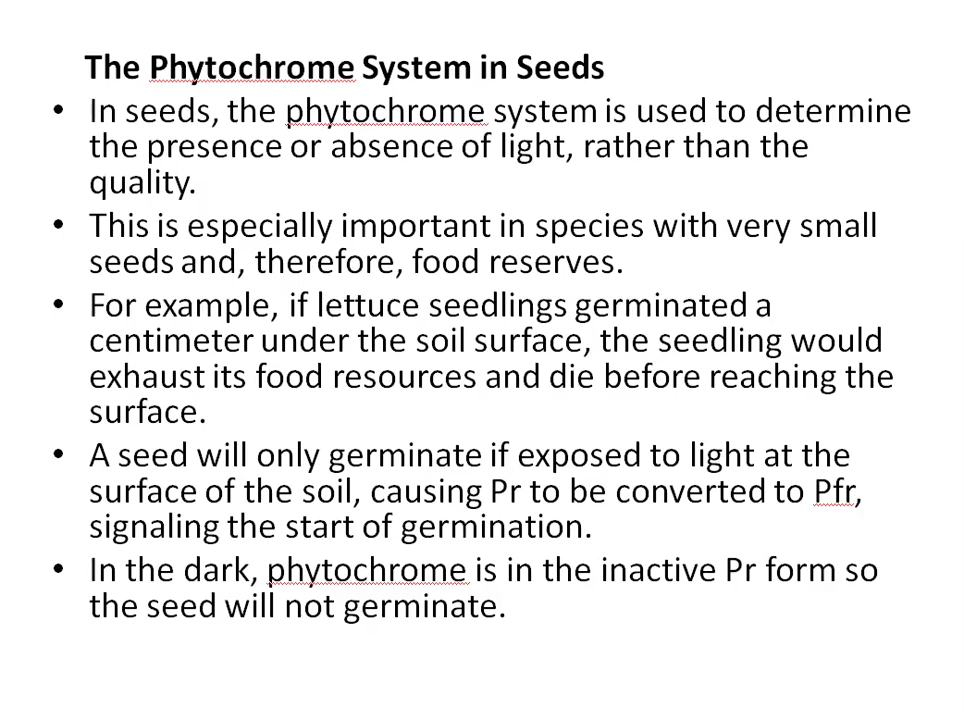 The Phytochrome System in Seeds
• In seeds, the phytochrome system is used to determine
the presence or absence of light, rather than the
quality.
• This is especially important in species with very small
seeds and, therefore, food reserves.
• For example, if lettuce seedlings germinated a
centimeter under the soil surface, the seedling would
exhaust its food resources and die before reaching the
surface.
• A seed will only germinate if exposed to light at the
surface of the soil, causing Pr to be converted to Pfr,
signaling the start of germination.
• In the dark, phytochrome is in the inactive Pr form so
the seed will not germinate.